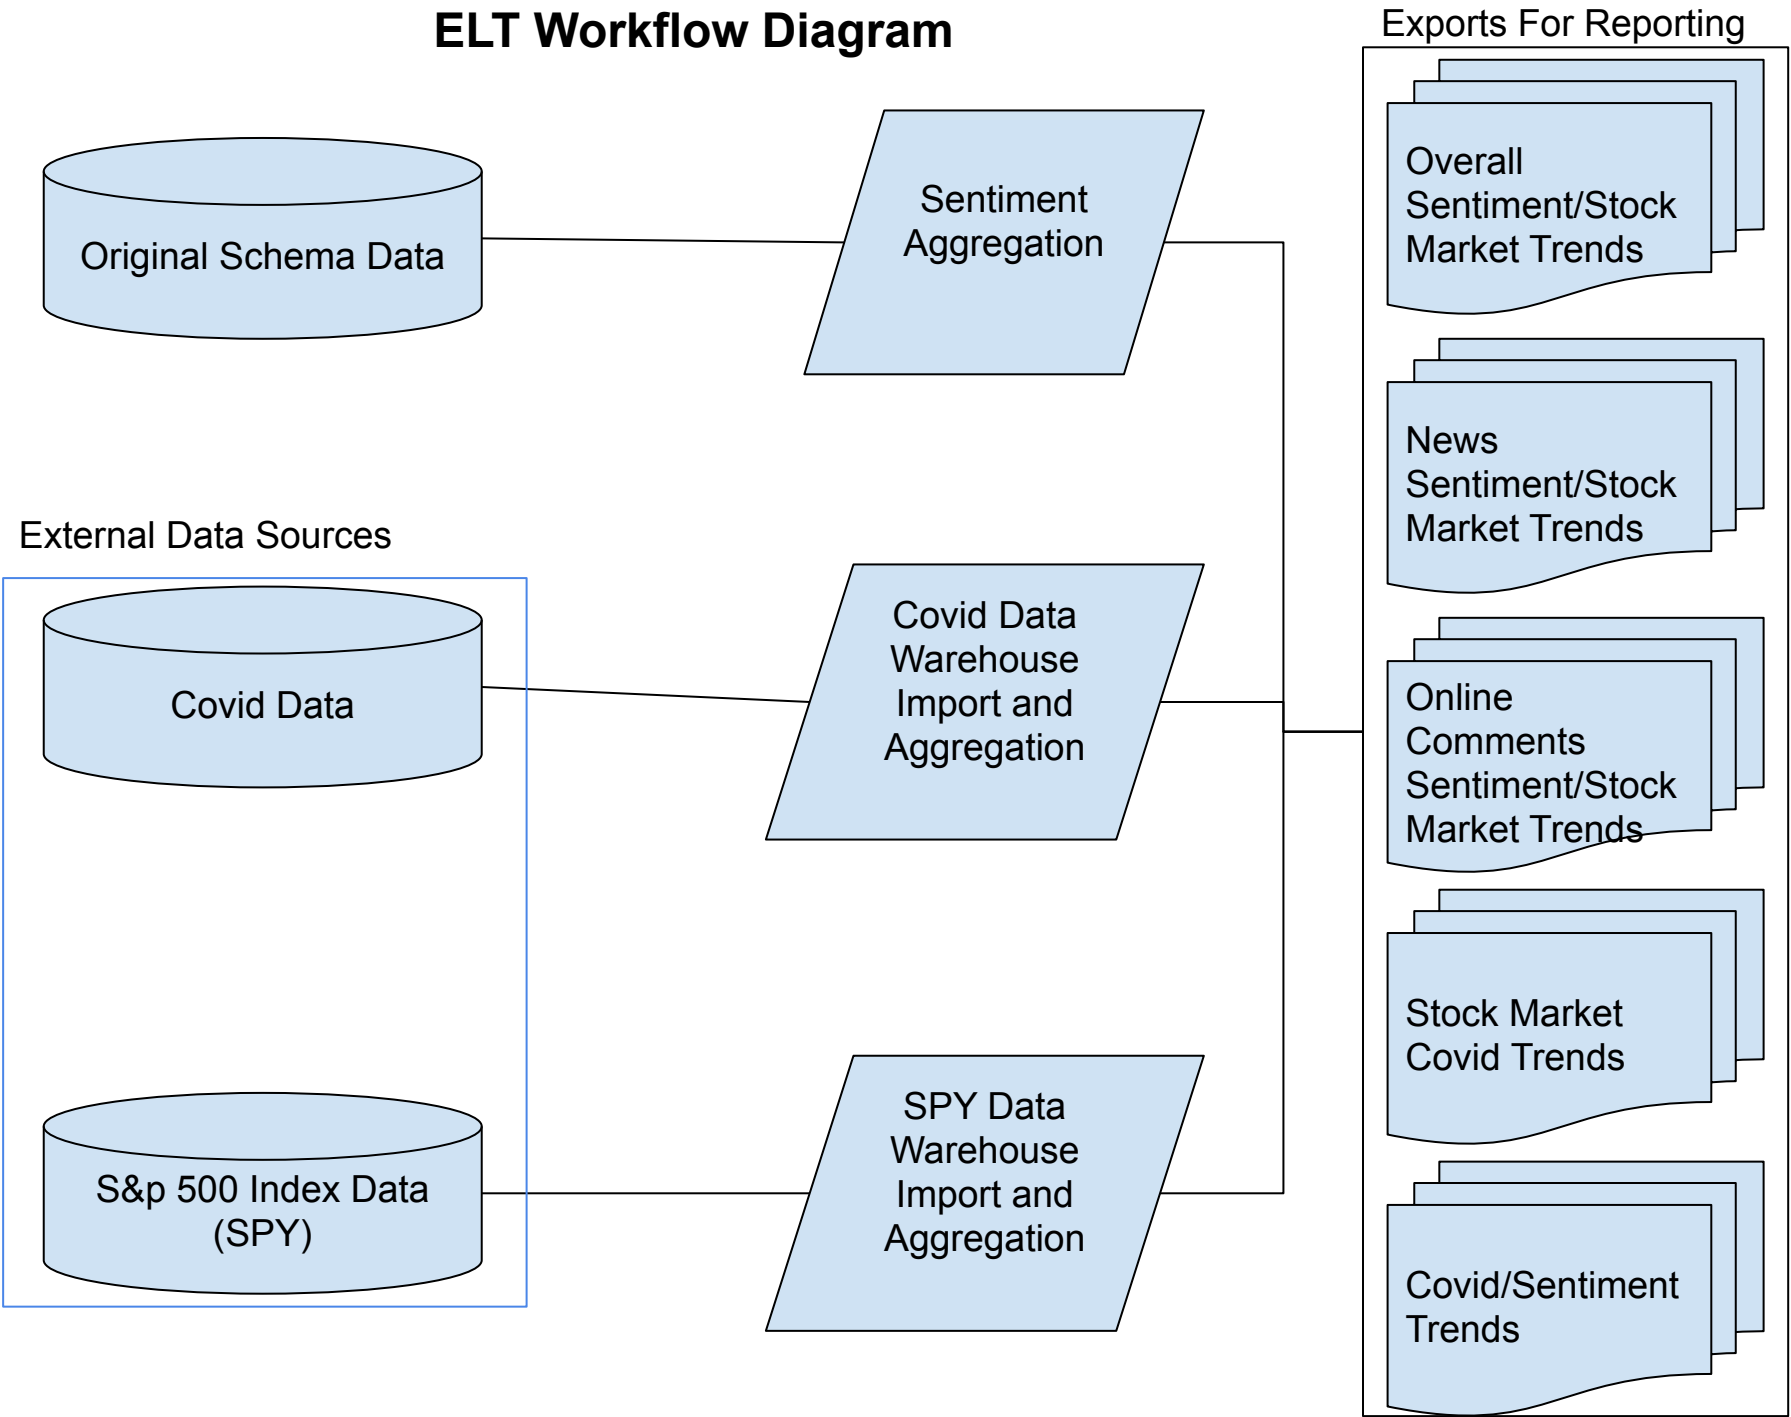 ELT Workflow Diagram
Exports For Reporting
Original Schema Data
Sentiment
Aggregation
Overall
Sentiment/Stock
Market Trends
News
Sentiment/Stock
Market Trends
External Data Sources
Covid Data
Covid Data
Warehouse
Import and
Aggregation
Online
Comments
Sentiment/Stock
Market Trends
Stock Market
Covid Trends
S&p 500 Index Data
(SPY)
SPY Data
Warehouse
Import and
Aggregation
Covid/Sentiment
Trends